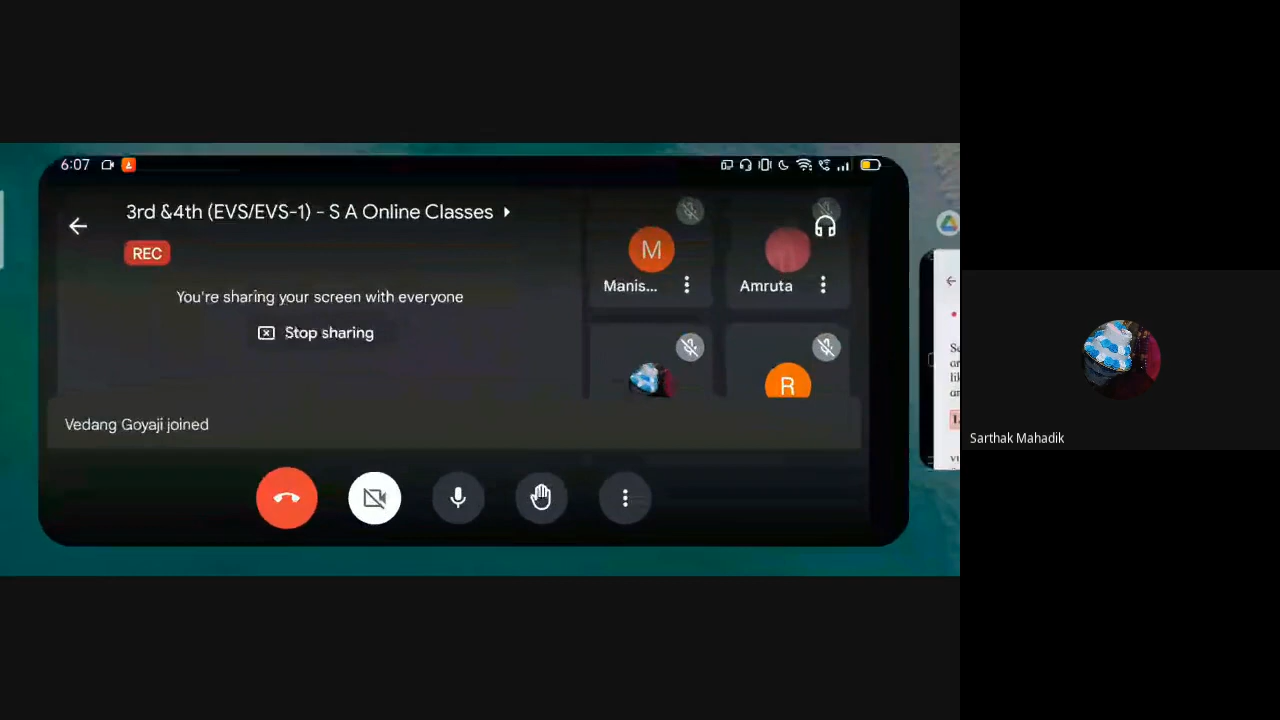 6:07
3rd &4th (EVS/EVS-1) - S A Online Classes
REC
You're sharing your screen with everyone
Stop sharing
M
Manis...
Amruta
R
Vedang Goyaji joined
Sarthak Mahadik